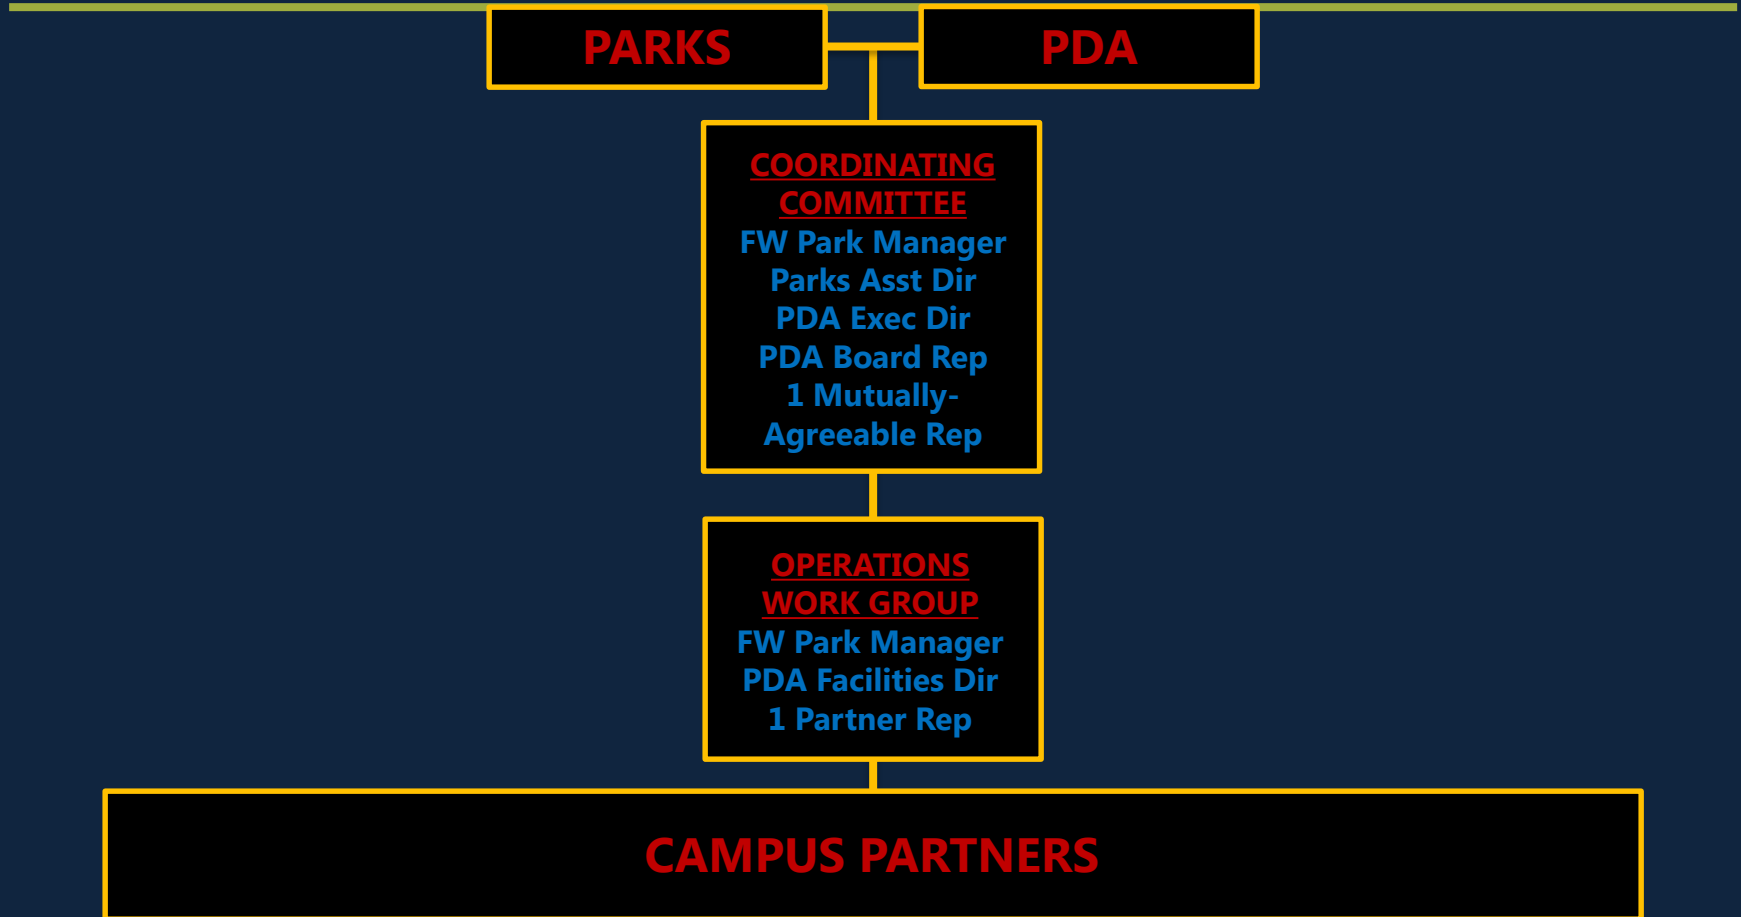 PARKS
PDA
COORDINATING
COMMITTEE
FW Park Manager
Parks Asst Dir
PDA Exec Dir
PDA Board Rep
1 Mutually-
Agreeable Rep
OPERATIONS
WORK GROUP
FW Park Manager
PDA Facilities Dir
1 Partner Rep
CAMPUS PARTNERS